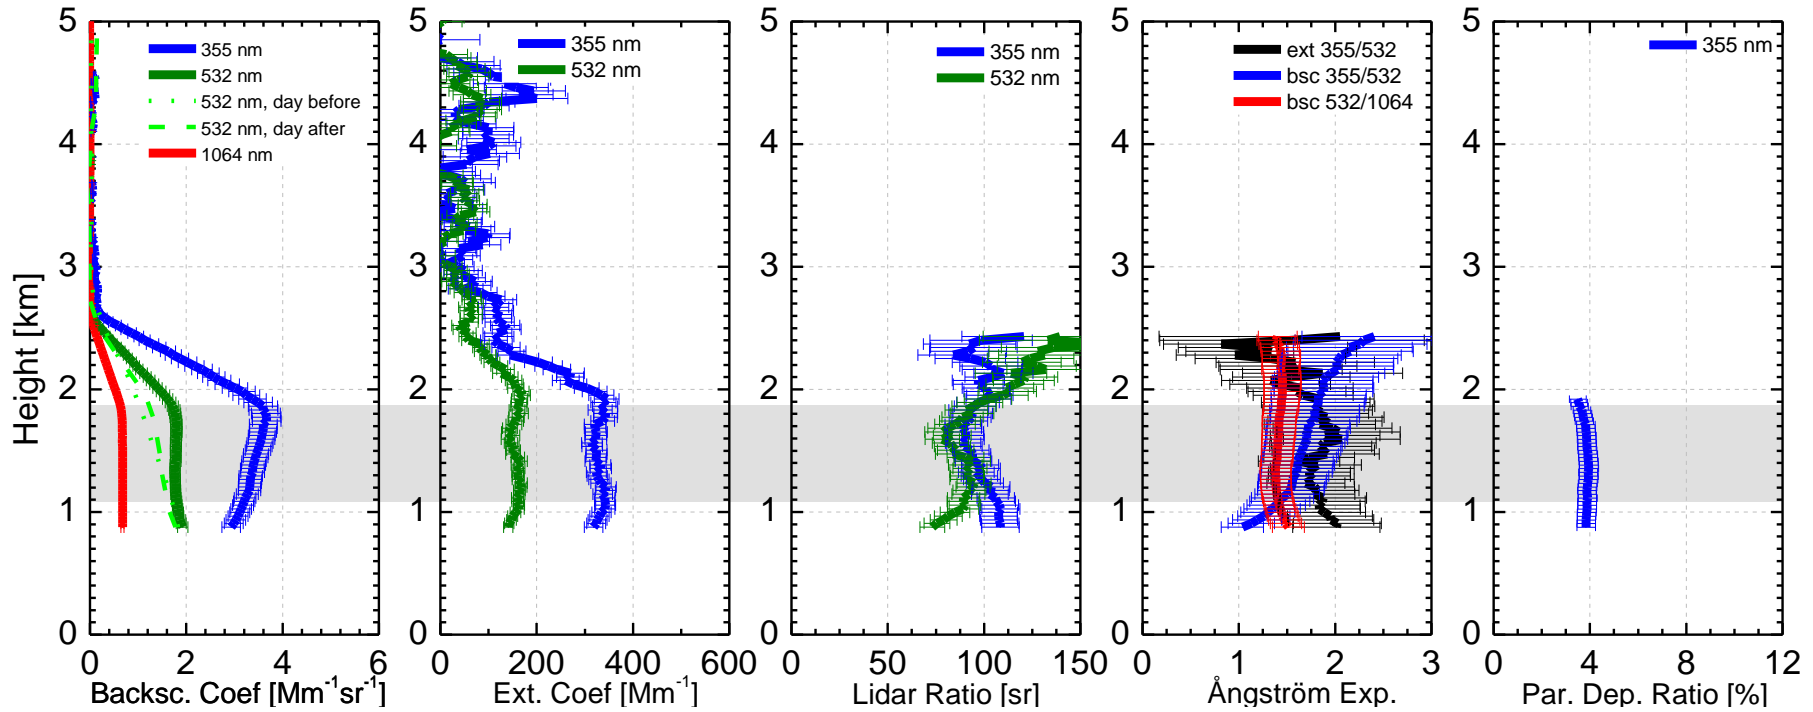 5
4
3
2
1
0
Height [km]
355 nm
532 nm
532 nm, day before
532 nm, day after
1064 nm
0 2 4 6
Backsc. Coef [Mm⁻¹sr⁻¹]
5
4
3
2
1
0
355 nm
532 nm
0 200 400 600
Ext. Coef [Mm⁻¹]
5
4
3
2
1
0
355 nm
532 nm
0 50 100 150
Lidar Ratio [sr]
5
4
3
2
1
0
ext 355/532
bsc 355/532
bsc 532/1064
0 1 2 3
Ångström Exp.
5
4
3
2
1
0
355 nm
0 4 8 12
Par. Dep. Ratio [%]